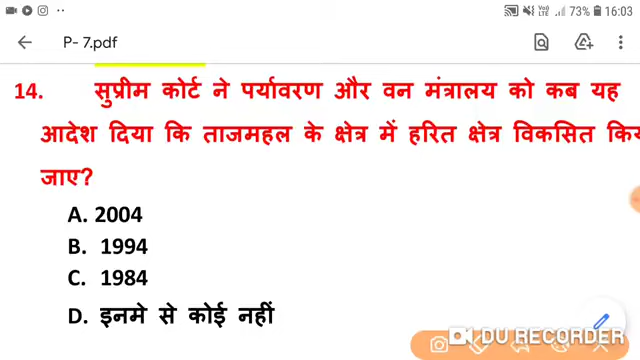 16:03
73%
P- 7.pdf
14. सुप्रीम कोर्ट ने पर्यावरण और वन मंत्रालय को कब यह
आदेश दिया कि ताजमहल के क्षेत्र में हरित क्षेत्र विकसित किय
जाए?
A. 2004
B. 1994
C. 1984
D. इनमे से कोई नहीं
DU RECORDER